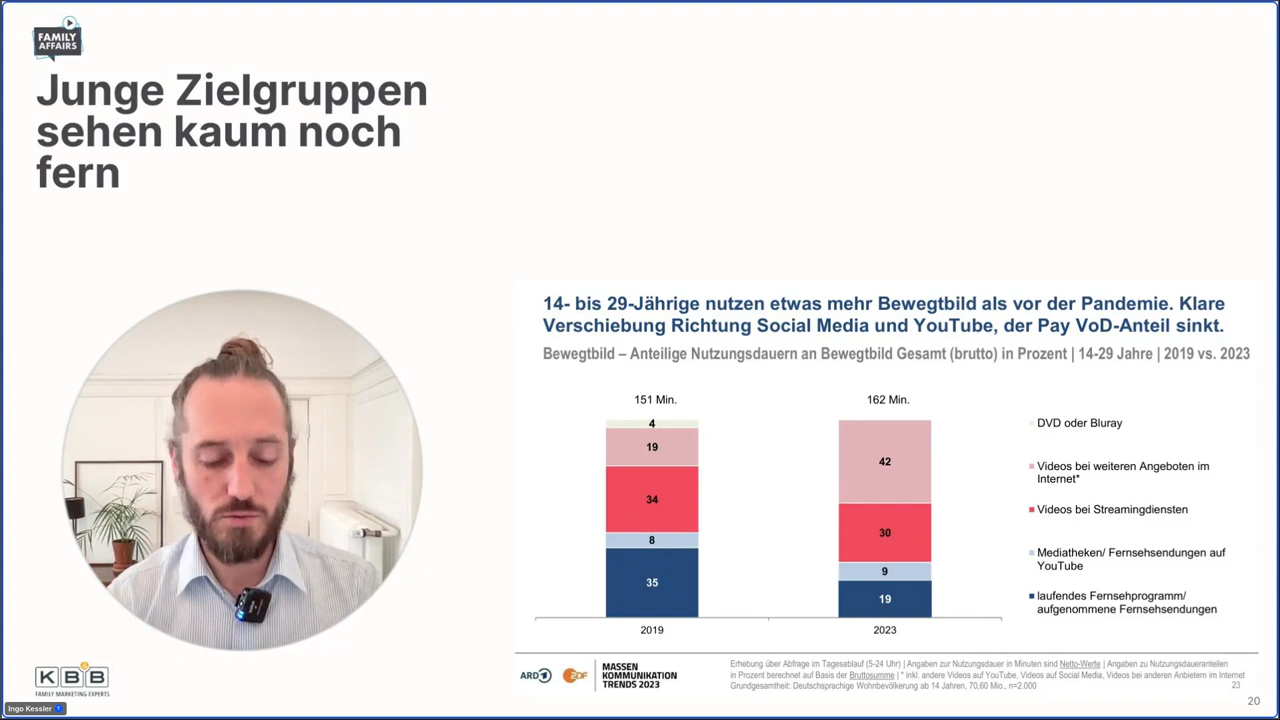 FAMILY
AFFAIRS
Junge Zielgruppen
sehen kaum noch
fern
14- bis 29-Jährige nutzen etwas mehr Bewegtbild als vor der Pandemie. Klare
Verschiebung Richtung Social Media und YouTube, der Pay VoD-Anteil sinkt.
Bewegtbild – Anteilige Nutzungsdauern an Bewegtbild Gesamt (brutto) in Prozent | 14-29 Jahre | 2019 vs. 2023
151 Min.
162 Min.
4
19
34
8
35
42
30
9
19
2019
2023
DVD oder Bluray
Videos bei weiteren Angeboten im
Internet*
Videos bei Streamingdiensten
Mediatheken/ Fernsehsendungen auf
YouTube
laufendes Fernsehprogramm/
aufgenommene Fernsehsendungen
ARD
ZDF
MASSEN
KOMMUNIKATION
TRENDS 2023
Erhebung über Abfrage im Tagesablauf (5-24 Uhr) | Angaben zur Nutzungsdauer in Minuten sind Netto-Werte | Angaben zu Nutzungsdaueranteilen
in Prozent berechnet auf Basis der Bruttosumme | * inkl. andere Videos auf YouTube, Videos auf Social Media, Videos bei anderen Anbietern im Internet
Grundgesamtheit: Deutschsprachige Wohnbevölkerung ab 14 Jahren, 70,60 Mio., n=2.000
23
KBB
FAMILY MARKETING EXPERTS
Ingo Kessler
20